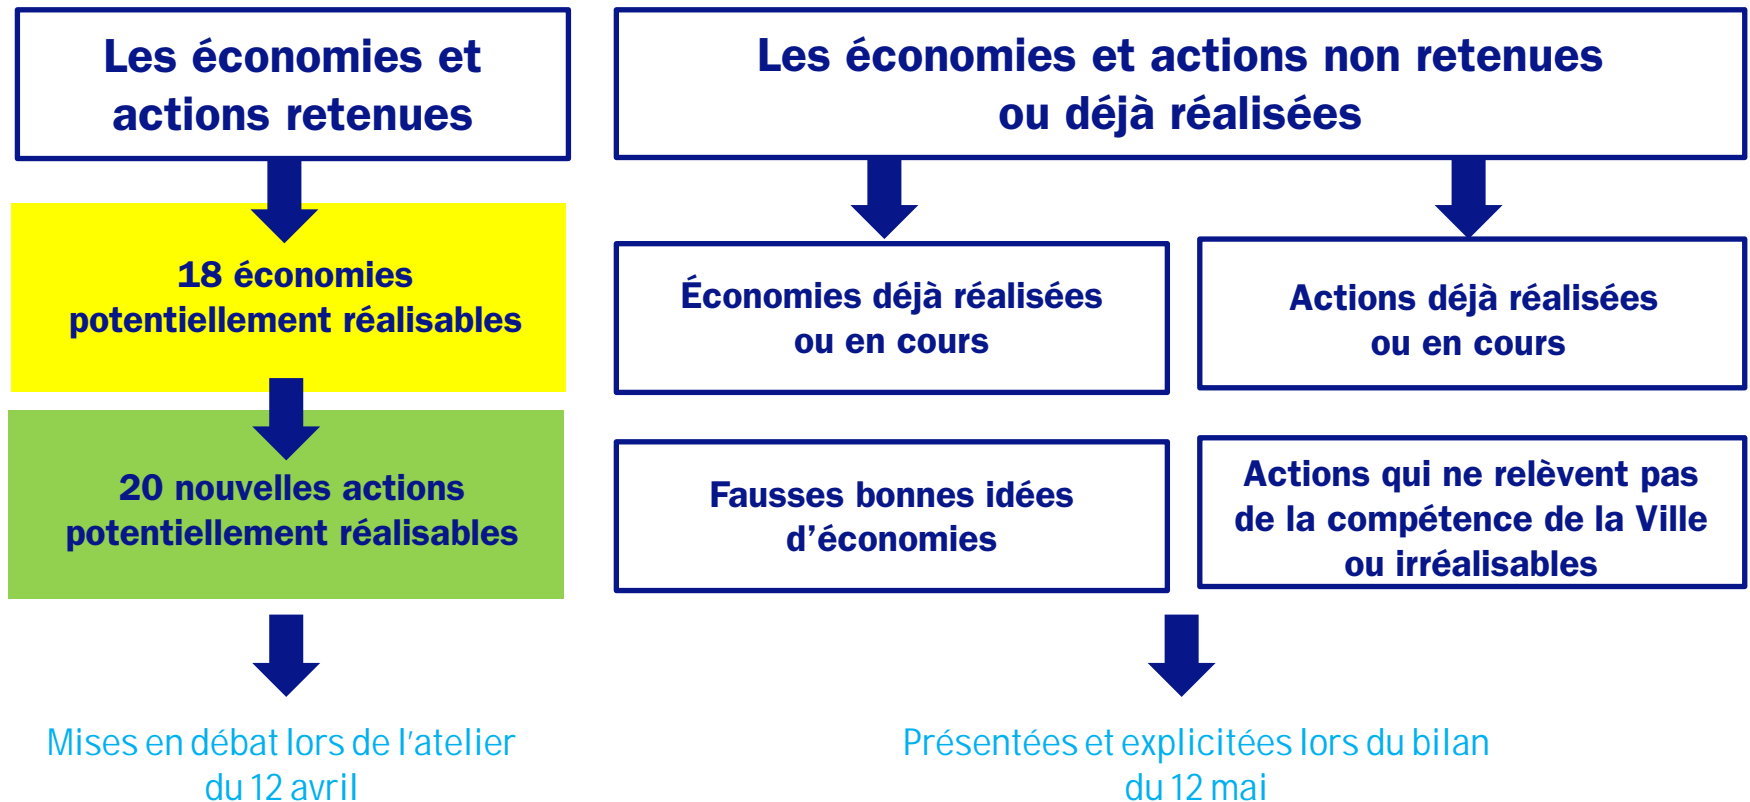 Les économies et
actions retenues
18 économies
potentiellement réalisables
20 nouvelles actions
potentiellement réalisables
Mises en débat lors de l'atelier
du 12 avril
Les économies et actions non retenues
ou déjà réalisées
Économies déjà réalisées
ou en cours
Actions déjà réalisées
ou en cours
Fausses bonnes idées
d’économies
Actions qui ne relèvent pas
de la compétence de la Ville
ou irréalisables
Présentées et explicitées lors du bilan
du 12 mai